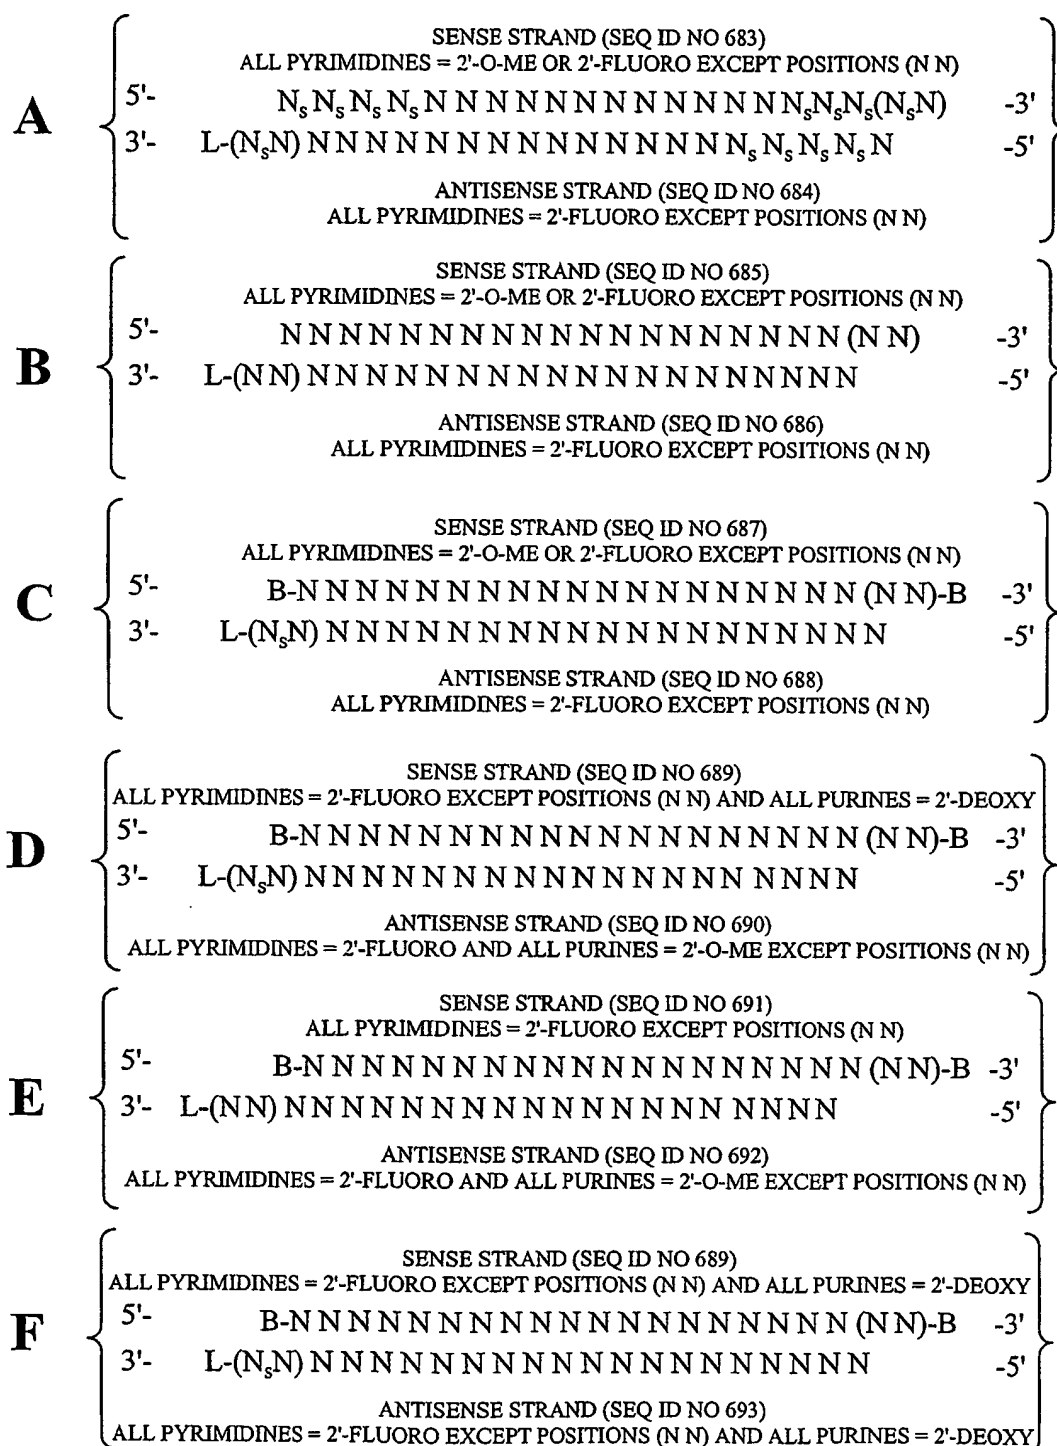 A
SENSE STRAND (SEQ ID NO 683)
ALL PYRIMIDINES = 2'-O-ME OR 2'-FLUORO EXCEPT POSITIONS (N N)
5'- NsNsNsNsN N N N N N N N N N N N N NsNsNs(NsN) -3'
3'- L-(NsN) N N N N N N N N N N N N N N NsNsNsNsN -5'
ANTISENSE STRAND (SEQ ID NO 684)
ALL PYRIMIDINES = 2'-FLUORO EXCEPT POSITIONS (N N)
B
SENSE STRAND (SEQ ID NO 685)
ALL PYRIMIDINES = 2'-O-ME OR 2'-FLUORO EXCEPT POSITIONS (N N)
5'- N N N N N N N N N N N N N N N N N N N (N N) -3'
3'- L-(N N) N N N N N N N N N N N N N N N N N N N -5'
ANTISENSE STRAND (SEQ ID NO 686)
ALL PYRIMIDINES = 2'-FLUORO EXCEPT POSITIONS (N N)
C
SENSE STRAND (SEQ ID NO 687)
ALL PYRIMIDINES = 2'-O-ME OR 2'-FLUORO EXCEPT POSITIONS (N N)
5'- B-N N N N N N N N N N N N N N N N N N N (N N)-B -3'
3'- L-(NsN) N N N N N N N N N N N N N N N N N N N -5'
ANTISENSE STRAND (SEQ ID NO 688)
ALL PYRIMIDINES = 2'-FLUORO EXCEPT POSITIONS (N N)
D
SENSE STRAND (SEQ ID NO 689)
ALL PYRIMIDINES = 2'-FLUORO EXCEPT POSITIONS (N N) AND ALL PURINES = 2'-DEOXY
5'- B-N N N N N N N N N N N N N N N N N N N (N N)-B -3'
3'- L-(NsN) N N N N N N N N N N N N N N N N N N N -5'
ANTISENSE STRAND (SEQ ID NO 690)
ALL PYRIMIDINES = 2'-FLUORO AND ALL PURINES = 2'-O-ME EXCEPT POSITIONS (N N)
E
SENSE STRAND (SEQ ID NO 691)
ALL PYRIMIDINES = 2'-FLUORO EXCEPT POSITIONS (N N)
5'- B-N N N N N N N N N N N N N N N N N N N (N N)-B -3'
3'- L-(N N) N N N N N N N N N N N N N N N N N N N -5'
ANTISENSE STRAND (SEQ ID NO 692)
ALL PYRIMIDINES = 2'-FLUORO AND ALL PURINES = 2'-O-ME EXCEPT POSITIONS (N N)
F
SENSE STRAND (SEQ ID NO 689)
ALL PYRIMIDINES = 2'-FLUORO EXCEPT POSITIONS (N N) AND ALL PURINES = 2'-DEOXY
5'- B-N N N N N N N N N N N N N N N N N N N (N N)-B -3'
3'- L-(NsN) N N N N N N N N N N N N N N N N N N N -5'
ANTISENSE STRAND (SEQ ID NO 693)
ALL PYRIMIDINES = 2'-FLUORO EXCEPT POSITIONS (N N) AND ALL PURINES = 2'-DEOXY